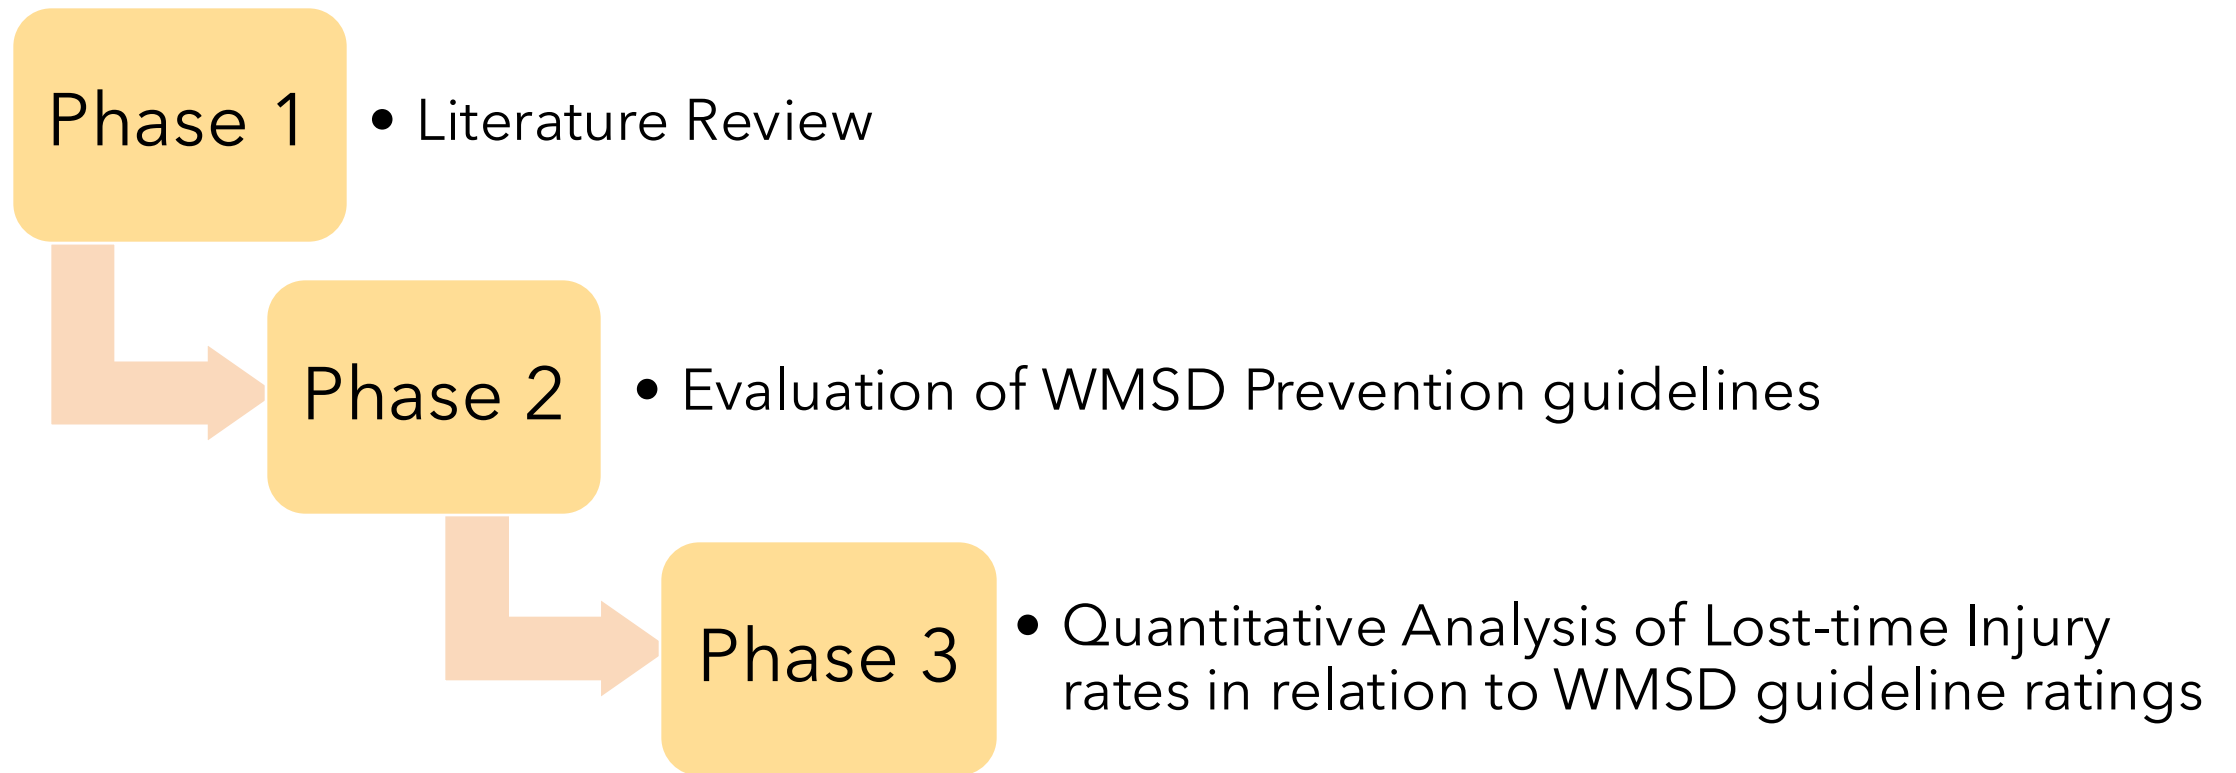 Phase 1
• Literature Review
Phase 2
• Evaluation of WMSD Prevention guidelines
Phase 3
• Quantitative Analysis of Lost-time Injury
rates in relation to WMSD guideline ratings